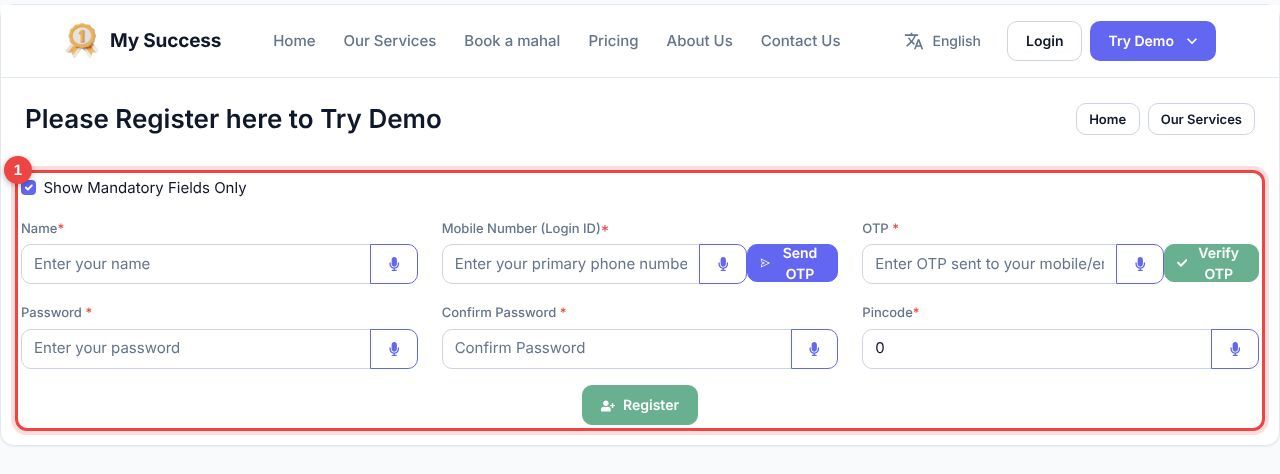 My Success
Home Our Services Book a mahal Pricing About Us Contact Us English Login Try Demo
Please Register here to Try Demo
Home Our Services
1
Show Mandatory Fields Only
Name* Mobile Number (Login ID)* OTP *
Enter your name Enter your primary phone numbe Send OTP Enter OTP sent to your mobile/e Verify OTP
Password * Confirm Password * Pincode*
Enter your password Confirm Password 0
Register